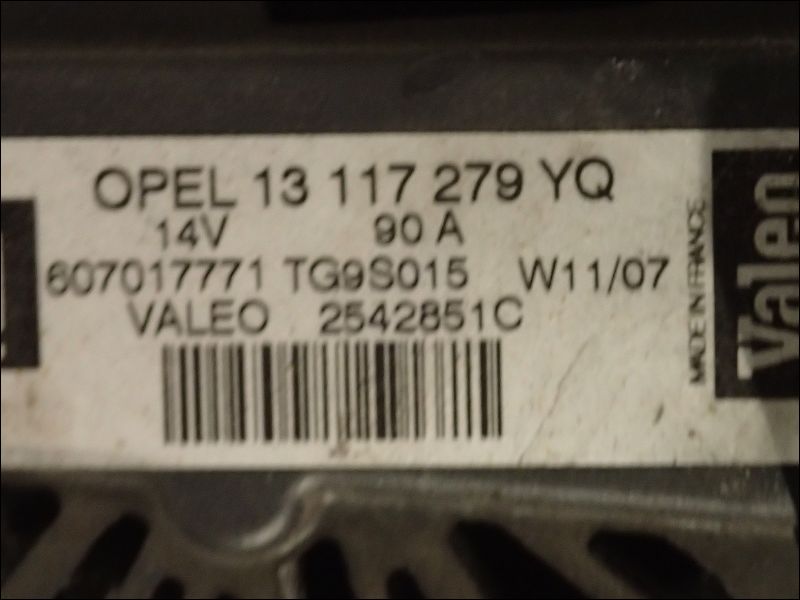 OPEL 13 117 279 YQ
14V 90 A
607017771 TG9S015 W11/07
VALEO 2542851C
MADE IN FRANCE
Valeo